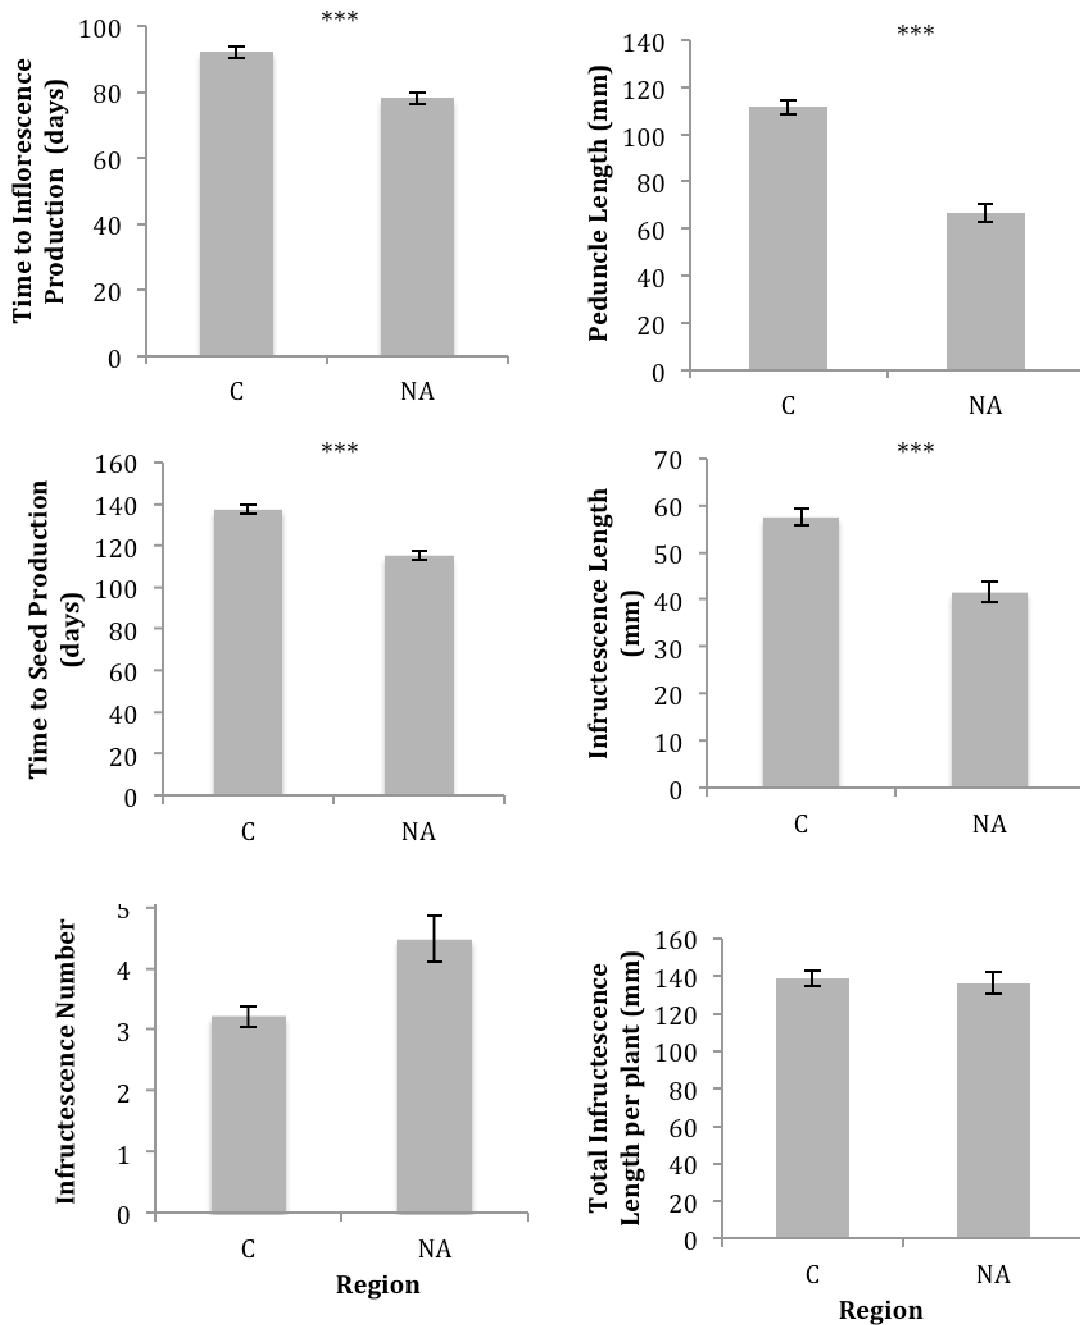 ***
Time to Inflorescence
Production (days)
100
80
60
40
20
0
C NA
***
Peduncle Length (mm)
140
120
100
80
60
40
20
0
C NA
***
Time to Seed Production
(days)
160
140
120
100
80
60
40
20
0
C NA
***
Infructescence Length
(mm)
70
60
50
40
30
20
10
0
C NA
Infructescence Number
5
4
3
2
1
0
C NA
Region
Total Infructescence
Length per plant (mm)
160
140
120
100
80
60
40
20
0
C NA
Region